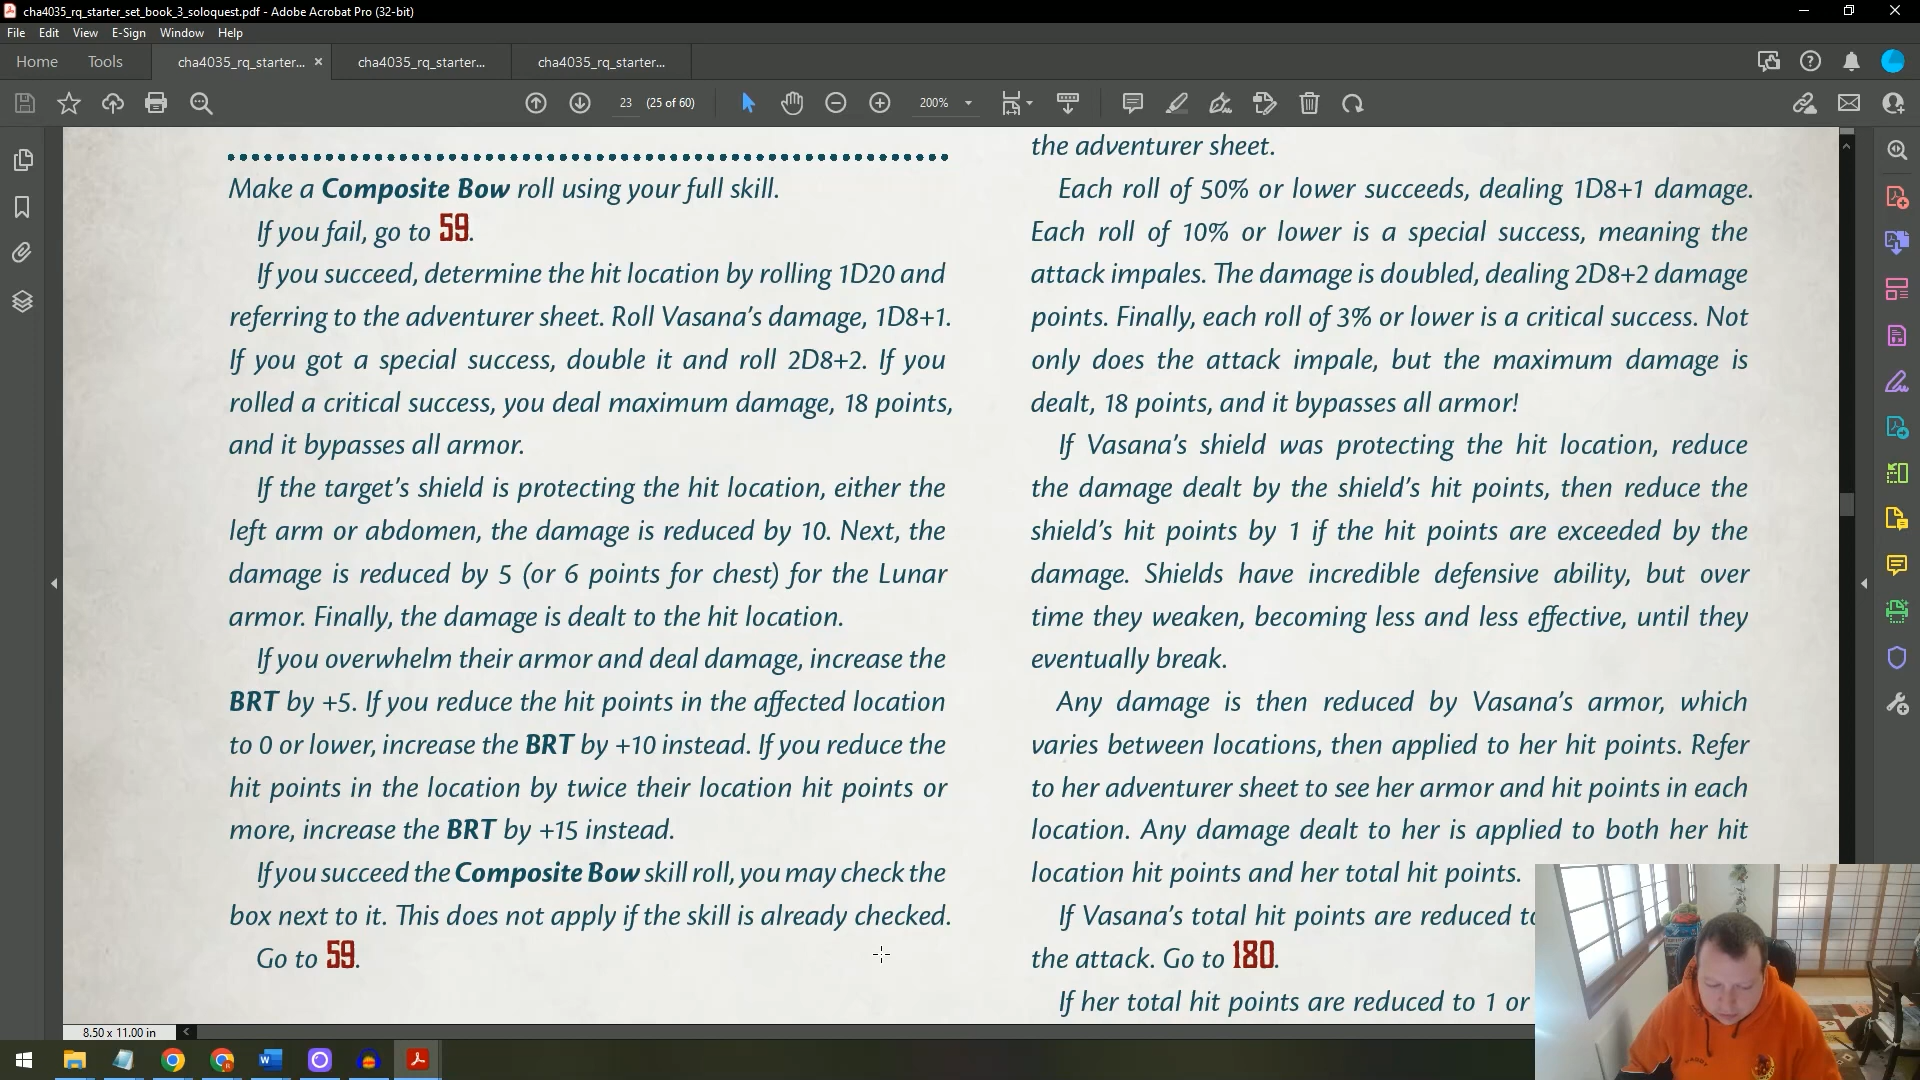 cha4035_rq_starter_set_book_3_soloquest.pdf - Adobe Acrobat Pro (32-bit)
File Edit View E-Sign Window Help
Home Tools cha4035_rq_starter... × cha4035_rq_starter... cha4035_rq_starter...
23 (25 of 60) 200%
Make a Composite Bow roll using your full skill.
If you fail, go to 59.
If you succeed, determine the hit location by rolling 1D20 and
referring to the adventurer sheet. Roll Vasana's damage, 1D8+1.
If you got a special success, double it and roll 2D8+2. If you
rolled a critical success, you deal maximum damage, 18 points,
and it bypasses all armor.
If the target's shield is protecting the hit location, either the
left arm or abdomen, the damage is reduced by 10. Next, the
damage is reduced by 5 (or 6 points for chest) for the Lunar
armor. Finally, the damage is dealt to the hit location.
If you overwhelm their armor and deal damage, increase the
BRT by +5. If you reduce the hit points in the affected location
to 0 or lower, increase the BRT by +10 instead. If you reduce the
hit points in the location by twice their location hit points or
more, increase the BRT by +15 instead.
If you succeed the Composite Bow skill roll, you may check the
box next to it. This does not apply if the skill is already checked.
Go to 59.
the adventurer sheet.
Each roll of 50% or lower succeeds, dealing 1D8+1 damage.
Each roll of 10% or lower is a special success, meaning the
attack impales. The damage is doubled, dealing 2D8+2 damage
points. Finally, each roll of 3% or lower is a critical success. Not
only does the attack impale, but the maximum damage is
dealt, 18 points, and it bypasses all armor!
If Vasana's shield was protecting the hit location, reduce
the damage dealt by the shield's hit points, then reduce the
shield's hit points by 1 if the hit points are exceeded by the
damage. Shields have incredible defensive ability, but over
time they weaken, becoming less and less effective, until they
eventually break.
Any damage is then reduced by Vasana's armor, which
varies between locations, then applied to her hit points. Refer
to her adventurer sheet to see her armor and hit points in each
location. Any damage dealt to her is applied to both her hit
location hit points and her total hit points.
If Vasana's total hit points are reduced to
the attack. Go to 180.
If her total hit points are reduced to 1 or
8.50 x 11.00 in